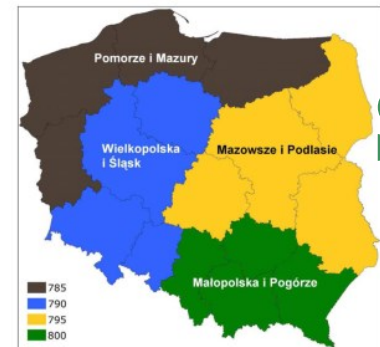 Pomorze i Mazury
Wielkopolska
i Śląsk
Mazowsze i Podlasie
Małopolska i Pogórze
785
790
795
800